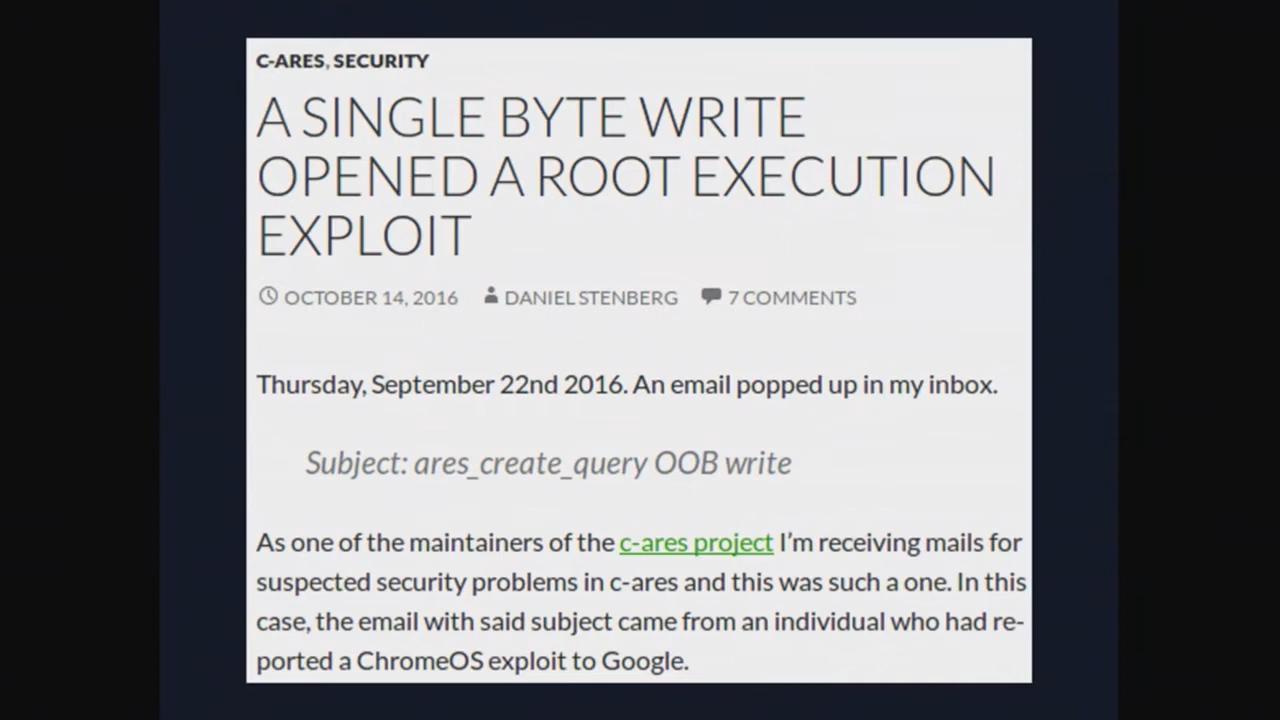 C-ARES, SECURITY
A SINGLE BYTE WRITE
OPENED A ROOT EXECUTION
EXPLOIT
OCTOBER 14, 2016 DANIEL STENBERG 7 COMMENTS
Thursday, September 22nd 2016. An email popped up in my inbox.
Subject: ares_create_query OOB write
As one of the maintainers of the c-ares project I'm receiving mails for
suspected security problems in c-ares and this was such a one. In this
case, the email with said subject came from an individual who had re-
ported a ChromeOS exploit to Google.